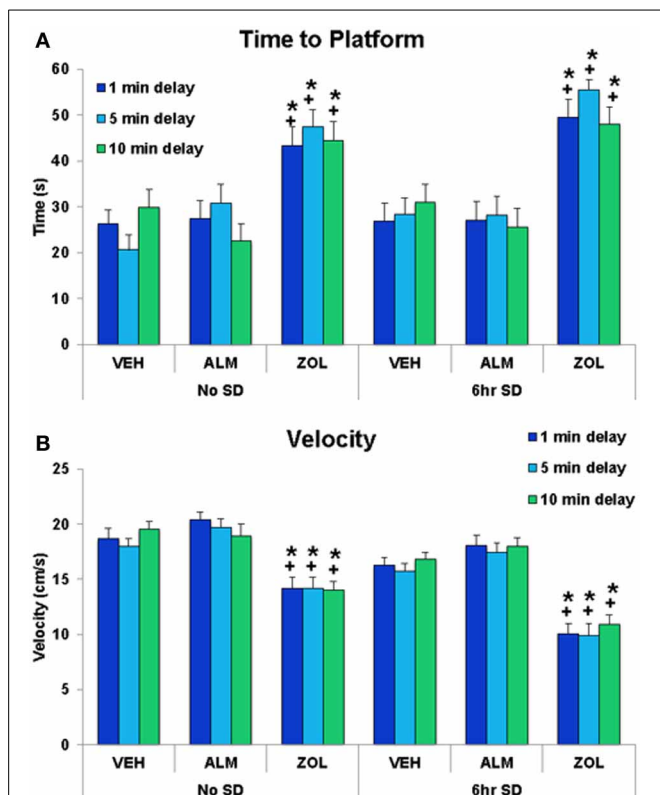 A
Time to Platform
60
50
40
30
20
10
0
Time (s)
1 min delay
5 min delay
10 min delay
* * *
+ + +
* * *
+ + +
VEH ALM ZOL VEH ALM ZOL
No SD 6hr SD
B
Velocity
25
20
15
10
5
0
Velocity (cm/s)
1 min delay
5 min delay
10 min delay
* * *
+ + +
* * *
+ + +
VEH ALM ZOL VEH ALM ZOL
No SD 6hr SD